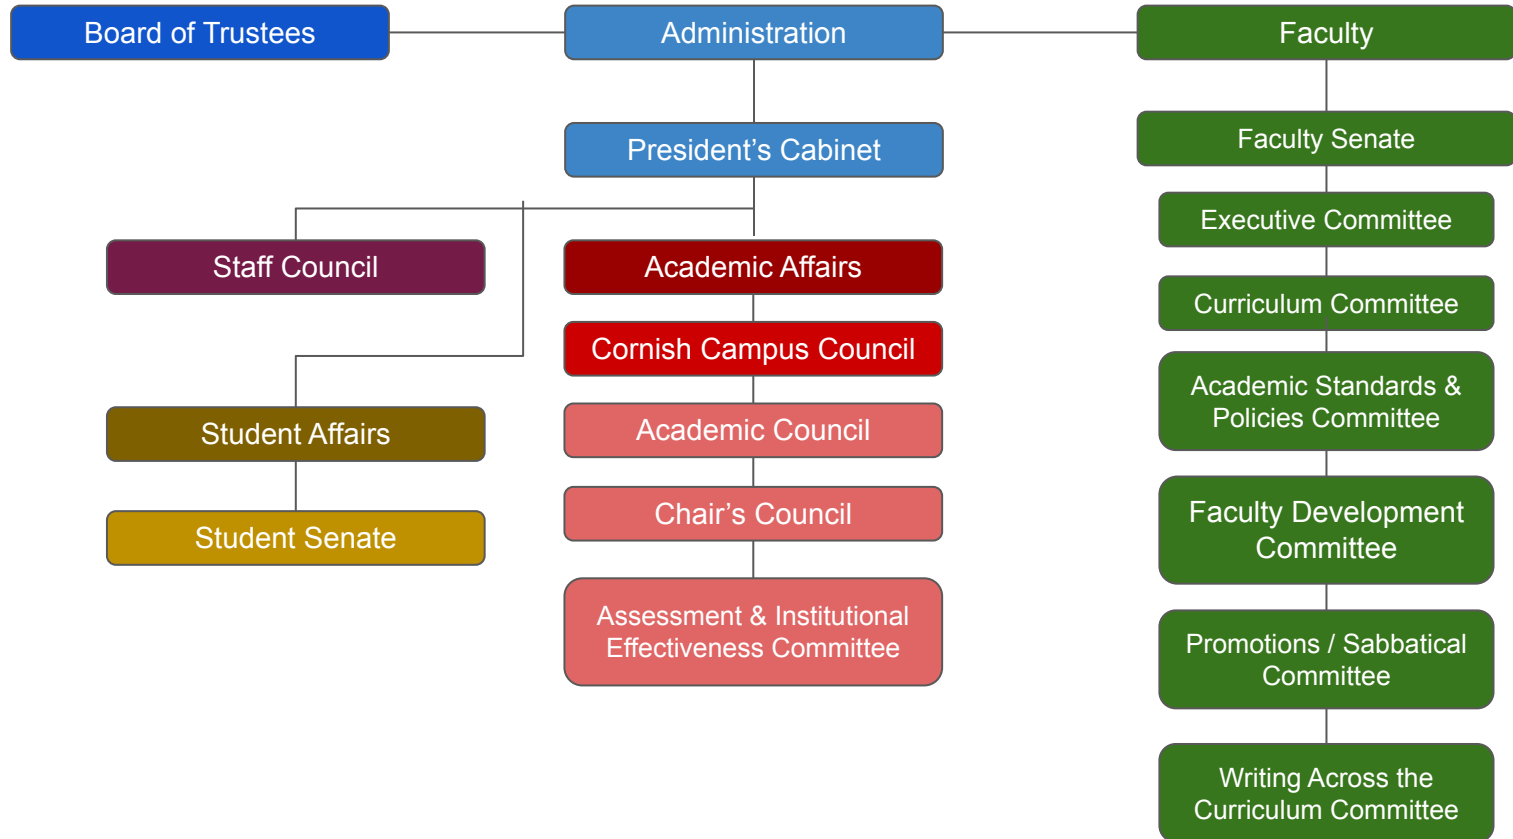 Board of Trustees
Administration
Faculty
President’s Cabinet
Faculty Senate
Executive Committee
Staff Council
Academic Affairs
Curriculum Committee
Cornish Campus Council
Academic Standards &
Policies Committee
Student Affairs
Academic Council
Student Senate
Chair’s Council
Faculty Development
Committee
Assessment & Institutional
Effectiveness Committee
Promotions / Sabbatical
Committee
Writing Across the
Curriculum Committee